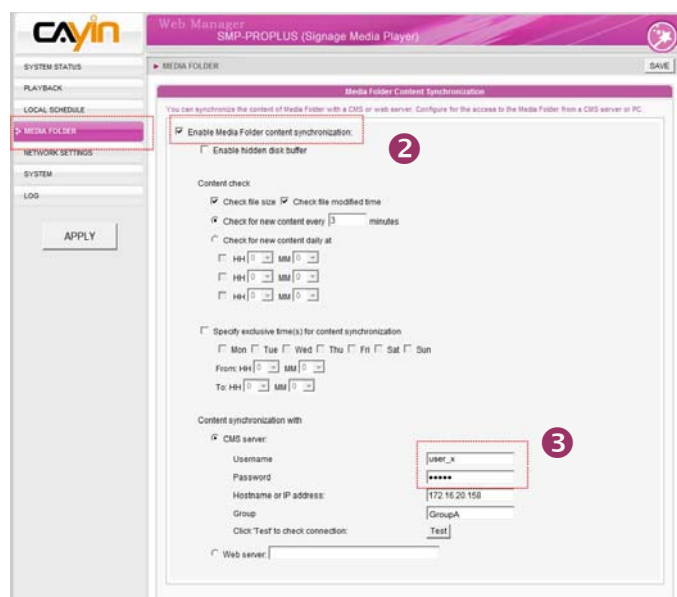 CAYIN
Web Manager
SMP-PROPLUS (Signage Media Player)
SYSTEM STATUS
PLAYBACK
LOCAL SCHEDULE
MEDIA FOLDER
NETWORK SETTINGS
SYSTEM
LOG
APPLY
MEDIA FOLDER
SAVE
Media Folder Content Synchronization
You can synchronize the content of Media Folder with a CMS or web server. Configure for the access to the Media Folder from a CMS server or PC.
Enable Media Folder content synchronization:
2
Enable hidden disk buffer
Content check
Check file size Check file modified time
Check for new content every 3 minutes
Check for new content daily at
HH 0 MM 0
HH 0 MM 0
HH 0 MM 0
Specify exclusive time(s) for content synchronization
Mon Tue Wed Thu Fri Sat Sun
From: HH 0 MM 0
To: HH 0 MM 0
Content synchronization with
CMS server:
3
Username user_x
Password •••••
Hostname or IP address: 172.16.20.158
Group GroupA
Click 'Test' to check connection: Test
Web server: